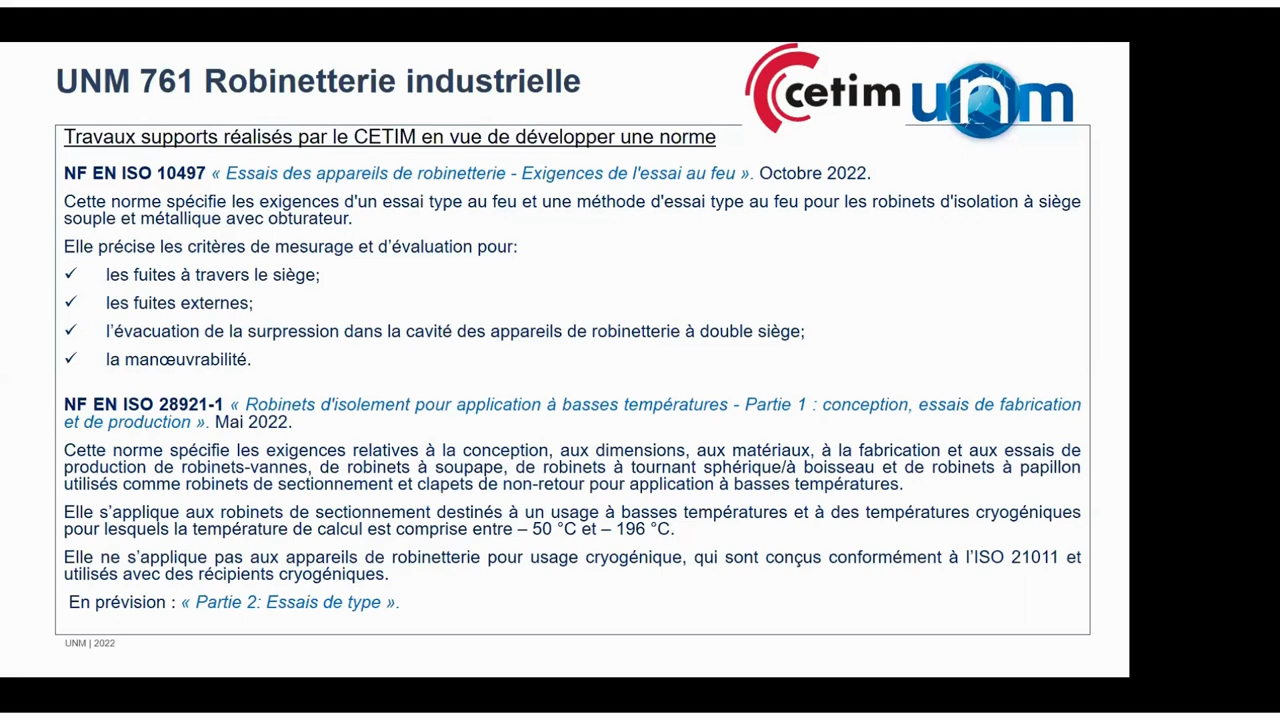 UNM 761 Robinetterie industrielle
cetim
unm
Travaux supports réalisés par le CETIM en vue de développer une norme
NF EN ISO 10497 « Essais des appareils de robinetterie - Exigences de l'essai au feu ». Octobre 2022.
Cette norme spécifie les exigences d'un essai type au feu et une méthode d'essai type au feu pour les robinets d'isolation à siège
souple et métallique avec obturateur.
Elle précise les critères de mesurage et d’évaluation pour:
✓ les fuites à travers le siège;
✓ les fuites externes;
✓ l’évacuation de la surpression dans la cavité des appareils de robinetterie à double siège;
✓ la manœuvrabilité.
NF EN ISO 28921-1 « Robinets d'isolement pour application à basses températures - Partie 1 : conception, essais de fabrication
et de production ». Mai 2022.
Cette norme spécifie les exigences relatives à la conception, aux dimensions, aux matériaux, à la fabrication et aux essais de
production de robinets-vannes, de robinets à soupape, de robinets à tournant sphérique/à boisseau et de robinets à papillon
utilisés comme robinets de sectionnement et clapets de non-retour pour application à basses températures.
Elle s’applique aux robinets de sectionnement destinés à un usage à basses températures et à des températures cryogéniques
pour lesquels la température de calcul est comprise entre – 50 °C et – 196 °C.
Elle ne s’applique pas aux appareils de robinetterie pour usage cryogénique, qui sont conçus conformément à l’ISO 21011 et
utilisés avec des récipients cryogéniques.
En prévision : « Partie 2: Essais de type ».
UNM | 2022